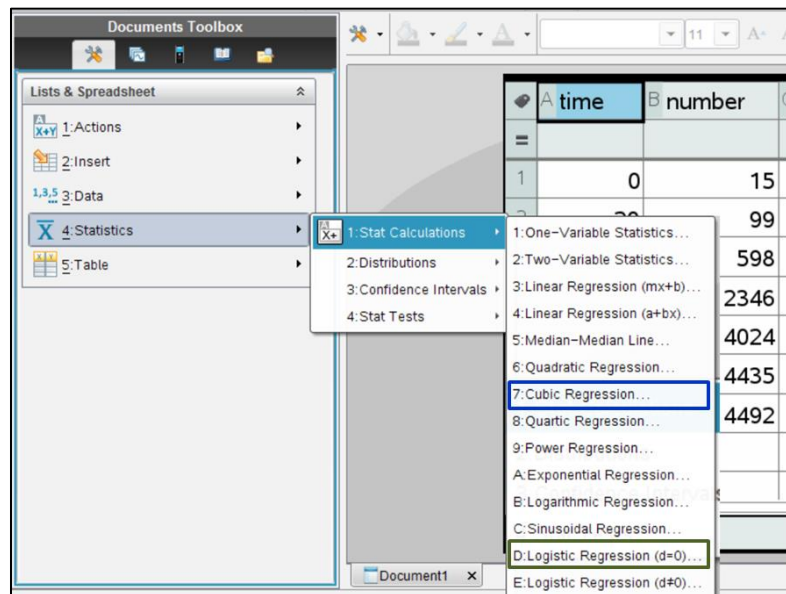 Documents Toolbox
11
A
Lists & Spreadsheet
1:Actions
2:Insert
1,3,5 3:Data
X 4:Statistics
5:Table
1:Stat Calculations
2:Distributions
3:Confidence Intervals
4:Stat Tests
1:One-Variable Statistics...
2:Two-Variable Statistics...
3:Linear Regression (mx+b)...
4:Linear Regression (a+bx)...
5:Median-Median Line...
6:Quadratic Regression...
7:Cubic Regression...
8:Quartic Regression...
9:Power Regression...
A:Exponential Regression...
B:Logarithmic Regression...
C:Sinusoidal Regression...
D:Logistic Regression (d=0)...
E:Logistic Regression (d≠0)...
A time B number
=
1 0 15
99
598
2346
4024
4435
4492
Document1 ×